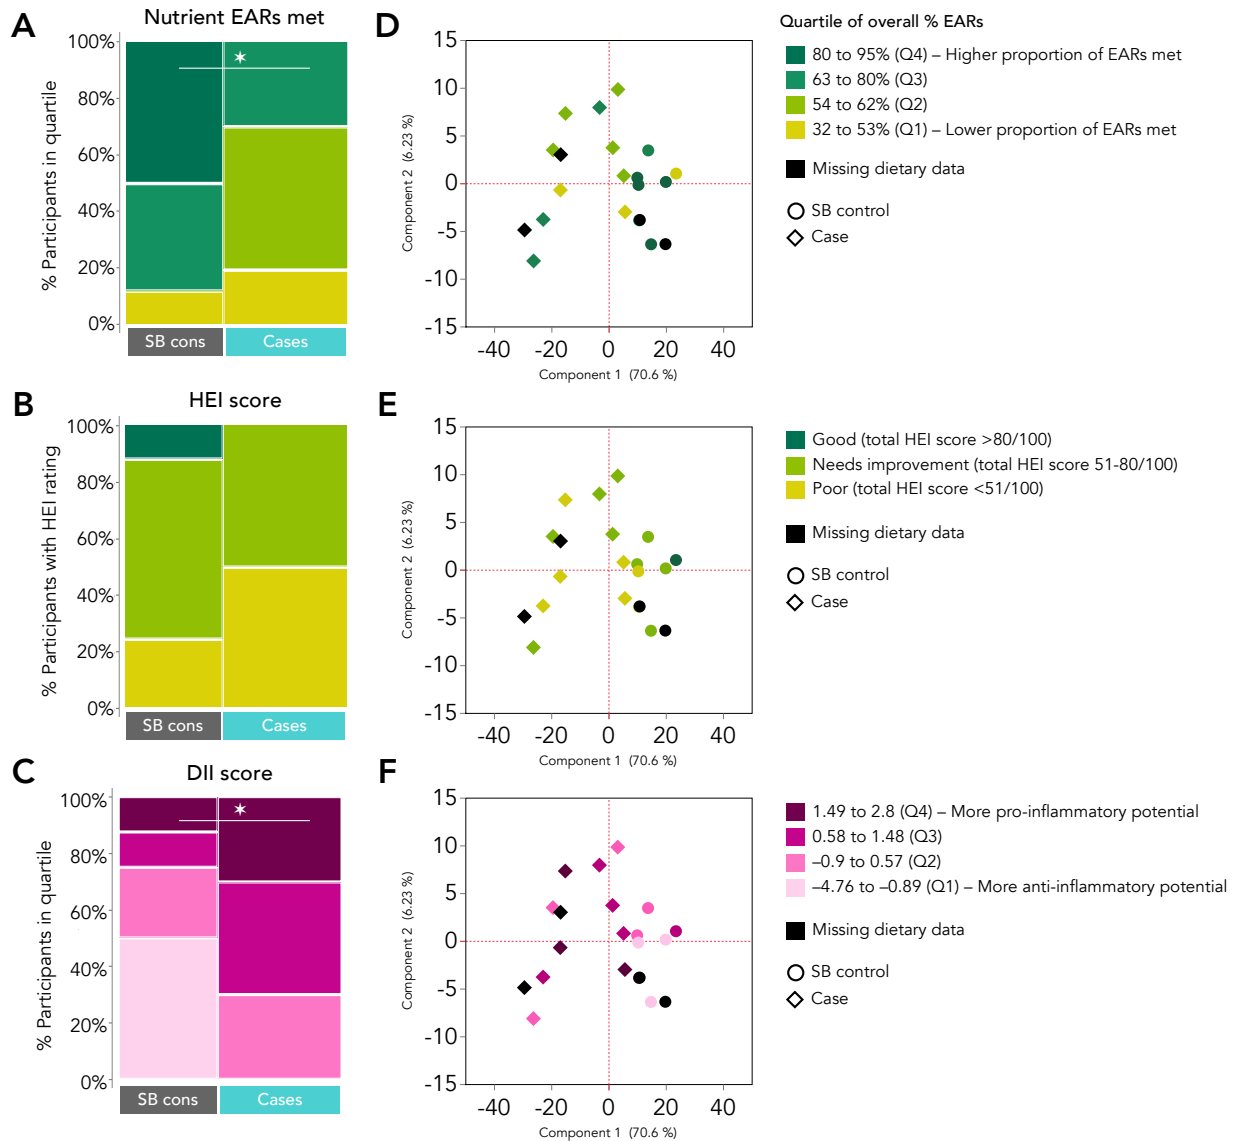 A
Nutrient EARs met
100%
80%
60%
40%
20%
0%
% Participants in quartile
✶
SB cons
Cases
D
15
10
5
0
-5
-10
-15
Component 2 (6.23 %)
-40
-20
0
20
40
Component 1 (70.6 %)
Quartile of overall % EARs
80 to 95% (Q4) – Higher proportion of EARs met
63 to 80% (Q3)
54 to 62% (Q2)
32 to 53% (Q1) – Lower proportion of EARs met
Missing dietary data
SB control
Case
B
HEI score
100%
80%
60%
40%
20%
0%
% Participants with HEI rating
SB cons
Cases
E
15
10
5
0
-5
-10
-15
Component 2 (6.23 %)
-40
-20
0
20
40
Component 1 (70.6 %)
Good (total HEI score >80/100)
Needs improvement (total HEI score 51-80/100)
Poor (total HEI score <51/100)
Missing dietary data
SB control
Case
C
DII score
100%
80%
60%
40%
20%
0%
% Participants in quartile
✶
SB cons
Cases
F
15
10
5
0
-5
-10
-15
Component 2 (6.23 %)
-40
-20
0
20
40
Component 1 (70.6 %)
1.49 to 2.8 (Q4) – More pro-inflammatory potential
0.58 to 1.48 (Q3)
–0.9 to 0.57 (Q2)
–4.76 to –0.89 (Q1) – More anti-inflammatory potential
Missing dietary data
SB control
Case